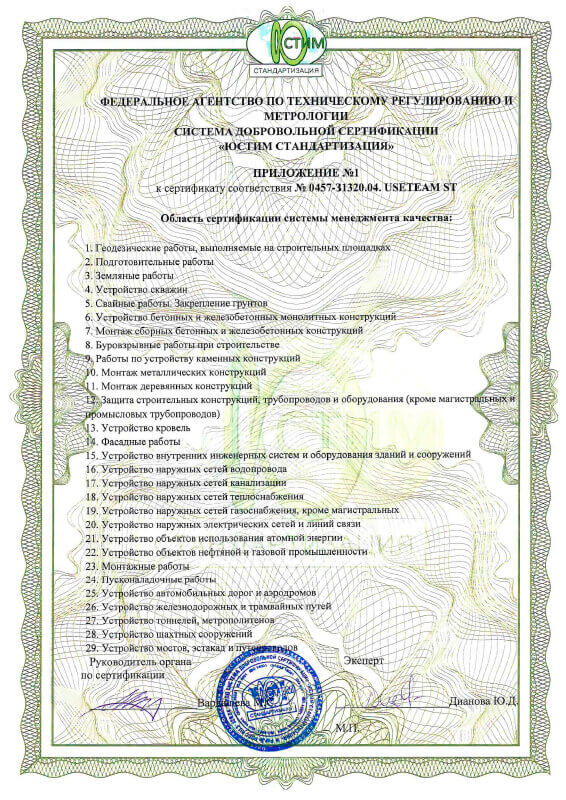 ЮСТИМ
СТАНДАРТИЗАЦИЯ
ФЕДЕРАЛЬНОЕ АГЕНТСТВО ПО ТЕХНИЧЕСКОМУ РЕГУЛИРОВАНИЮ И
МЕТРОЛОГИИ
СИСТЕМА ДОБРОВОЛЬНОЙ СЕРТИФИКАЦИИ
«ЮСТИМ СТАНДАРТИЗАЦИЯ»
ПРИЛОЖЕНИЕ №1
к сертификату соответствия № 0457-31320.04. USETEAM ST
Область сертификации системы менеджмента качества:
1. Геодезические работы, выполняемые на строительных площадках
2. Подготовительные работы
3. Земляные работы
4. Устройство скважин
5. Свайные работы. Закрепление грунтов
6. Устройство бетонных и железобетонных монолитных конструкций
7. Монтаж сборных бетонных и железобетонных конструкций
8. Буровзрывные работы при строительстве
9. Работы по устройству каменных конструкций
10. Монтаж металлических конструкций
11. Монтаж деревянных конструкций
12. Защита строительных конструкций, трубопроводов и оборудования (кроме магистральных и
промысловых трубопроводов)
13. Устройство кровель
14. Фасадные работы
15. Устройство внутренних инженерных систем и оборудования зданий и сооружений
16. Устройство наружных сетей водопровода
17. Устройство наружных сетей канализации
18. Устройство наружных сетей теплоснабжения
19. Устройство наружных сетей газоснабжения, кроме магистральных
20. Устройство наружных электрических сетей и линий связи
21. Устройство объектов использования атомной энергии
22. Устройство объектов нефтяной и газовой промышленности
23. Монтажные работы
24. Пусконаладочные работы
25. Устройство автомобильных дорог и аэродромов
26. Устройство железнодорожных и трамвайных путей
27. Устройство тоннелей, метрополитенов
28. Устройство шахтных сооружений
29. Устройство мостов, эстакад и путепроводов
Руководитель органа Эксперт
по сертификации
Дианова Ю.Д.
СТАНДАРТИЗАЦИЯ
М.П.